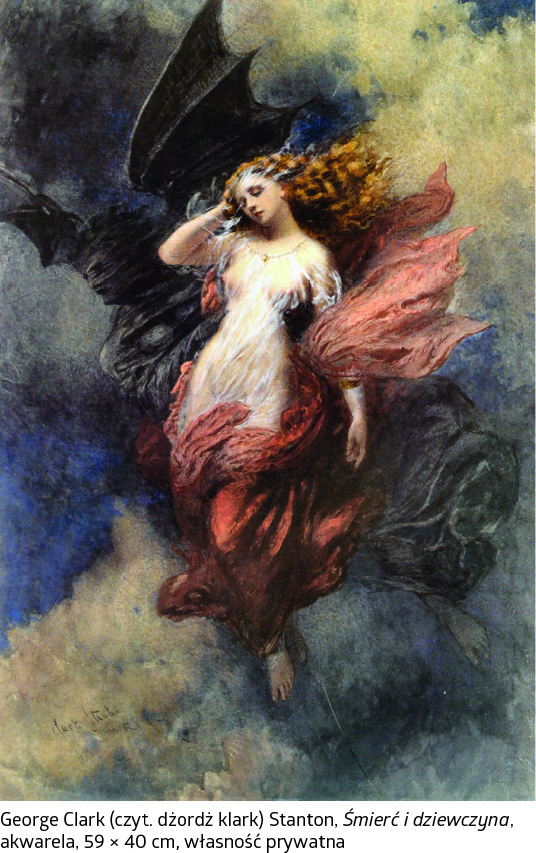 George Clark (czyt. dżordż klark) Stanton, Śmierć i dziewczyna,
akwarela, 59 × 40 cm, własność prywatna